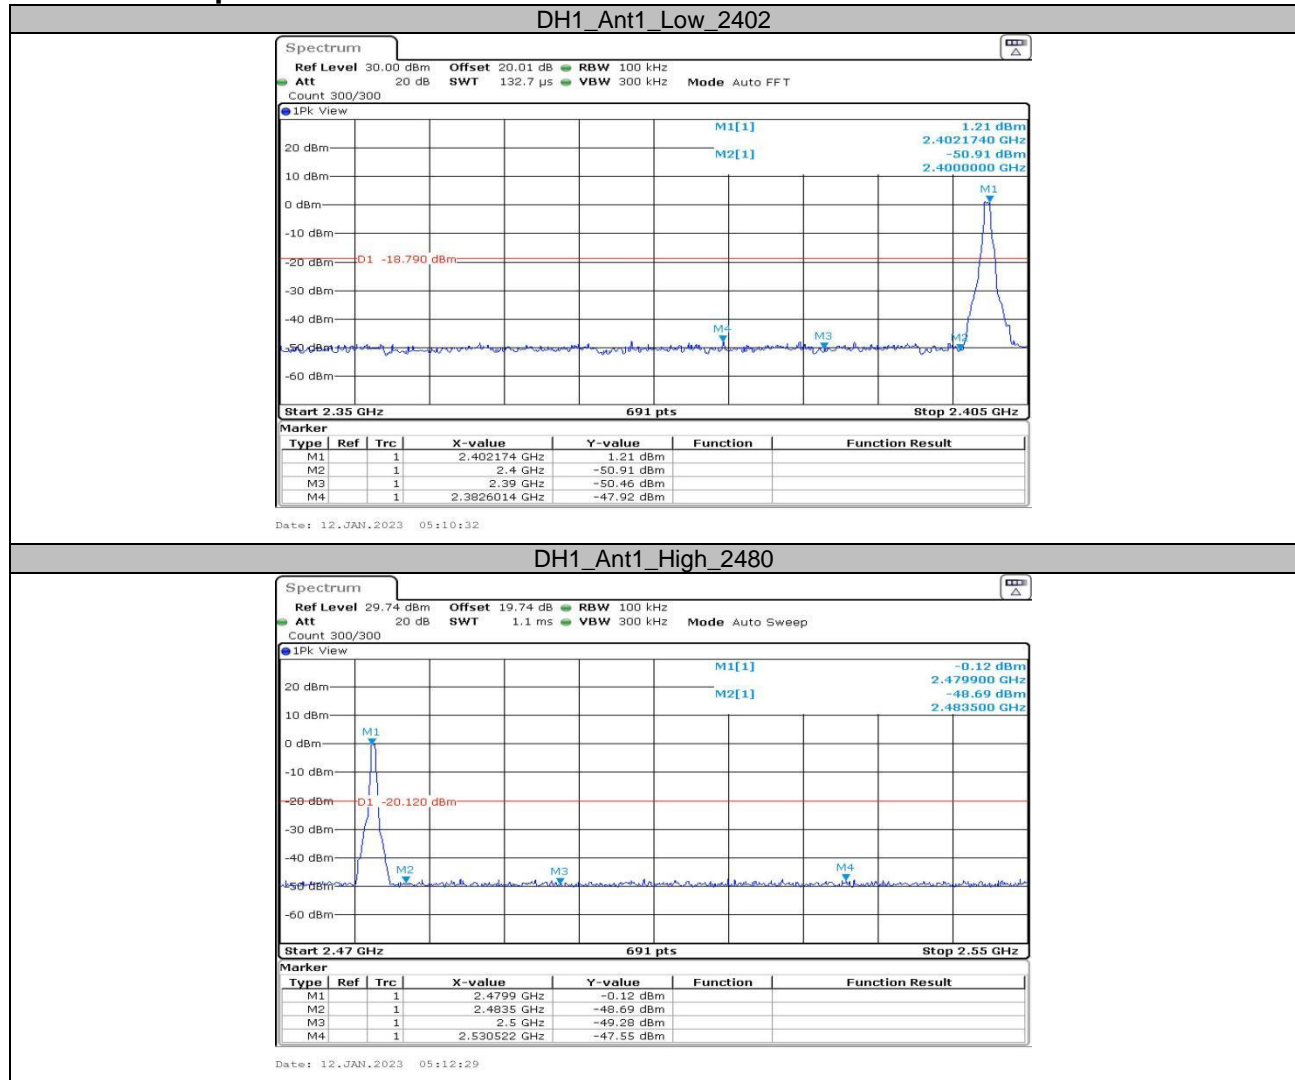 DH1_Ant1_Low_2402
Spectrum
Ref Level 30.00 dBm Offset 20.01 dB RBW 100 kHz
Att 20 dB SWT 132.7 µs VBW 300 kHz Mode Auto FFT
Count 300/300
1Pk View
M1[1] 1.21 dBm
2.4021740 GHz
20 dBm
M2[1] -50.91 dBm
2.4000000 GHz
10 dBm
M1
0 dBm
-10 dBm
-20 dBm D1 -18.790 dBm
-30 dBm
-40 dBm
M4 M3 M2
-50 dBm
-60 dBm
Start 2.35 GHz 691 pts Stop 2.405 GHz
Marker
Type Ref Trc X-value Y-value Function Function Result
M1 1 2.402174 GHz 1.21 dBm
M2 1 2.4 GHz -50.91 dBm
M3 1 2.39 GHz -50.46 dBm
M4 1 2.3826014 GHz -47.92 dBm
Date: 12.JAN.2023 05:10:32
DH1_Ant1_High_2480
Spectrum
Ref Level 29.74 dBm Offset 19.74 dB RBW 100 kHz
Att 20 dB SWT 1.1 ms VBW 300 kHz Mode Auto Sweep
Count 300/300
1Pk View
M1[1] -0.12 dBm
2.479900 GHz
20 dBm
M2[1] -48.69 dBm
2.483500 GHz
10 dBm
M1
0 dBm
-10 dBm
-20 dBm D1 -20.120 dBm
-30 dBm
-40 dBm
M2 M3 M4
-50 dBm
-60 dBm
Start 2.47 GHz 691 pts Stop 2.55 GHz
Marker
Type Ref Trc X-value Y-value Function Function Result
M1 1 2.4799 GHz -0.12 dBm
M2 1 2.4835 GHz -48.69 dBm
M3 1 2.5 GHz -49.28 dBm
M4 1 2.530522 GHz -47.55 dBm
Date: 12.JAN.2023 05:12:29